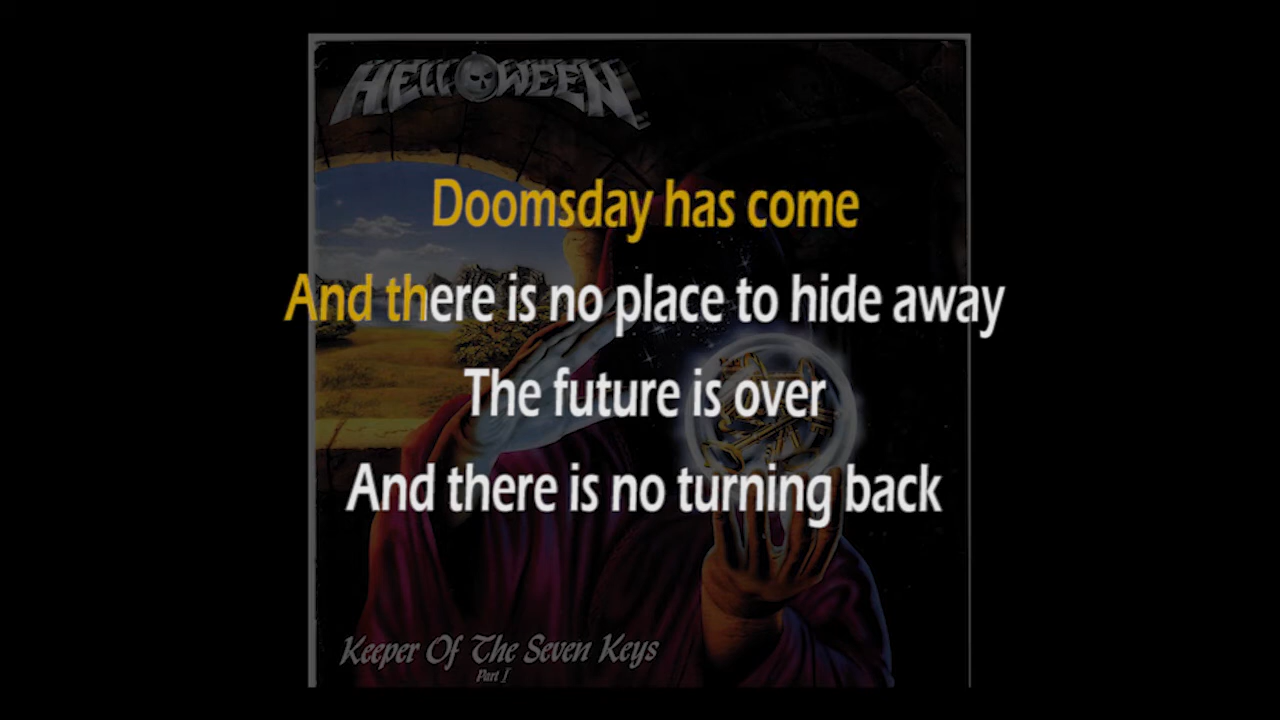 HELLOWEEN
Doomsday has come
And there is no place to hide away
The future is over
And there is no turning back
Keeper Of The Seven Keys
Part I